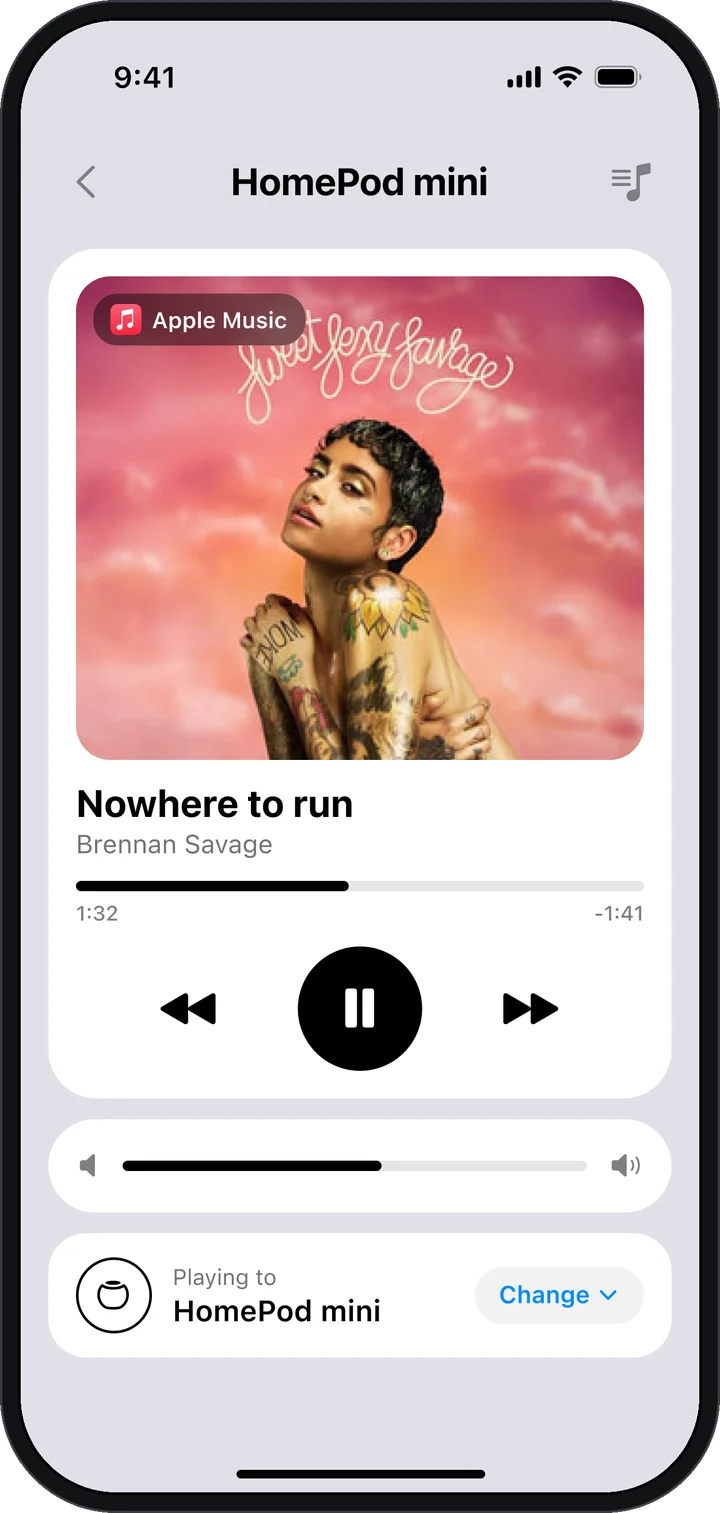 9:41
HomePod mini
Apple Music
Sweet Sexy Savage
WOKE
Nowhere to run
Brennan Savage
1:32 -1:41
Playing to
HomePod mini
Change